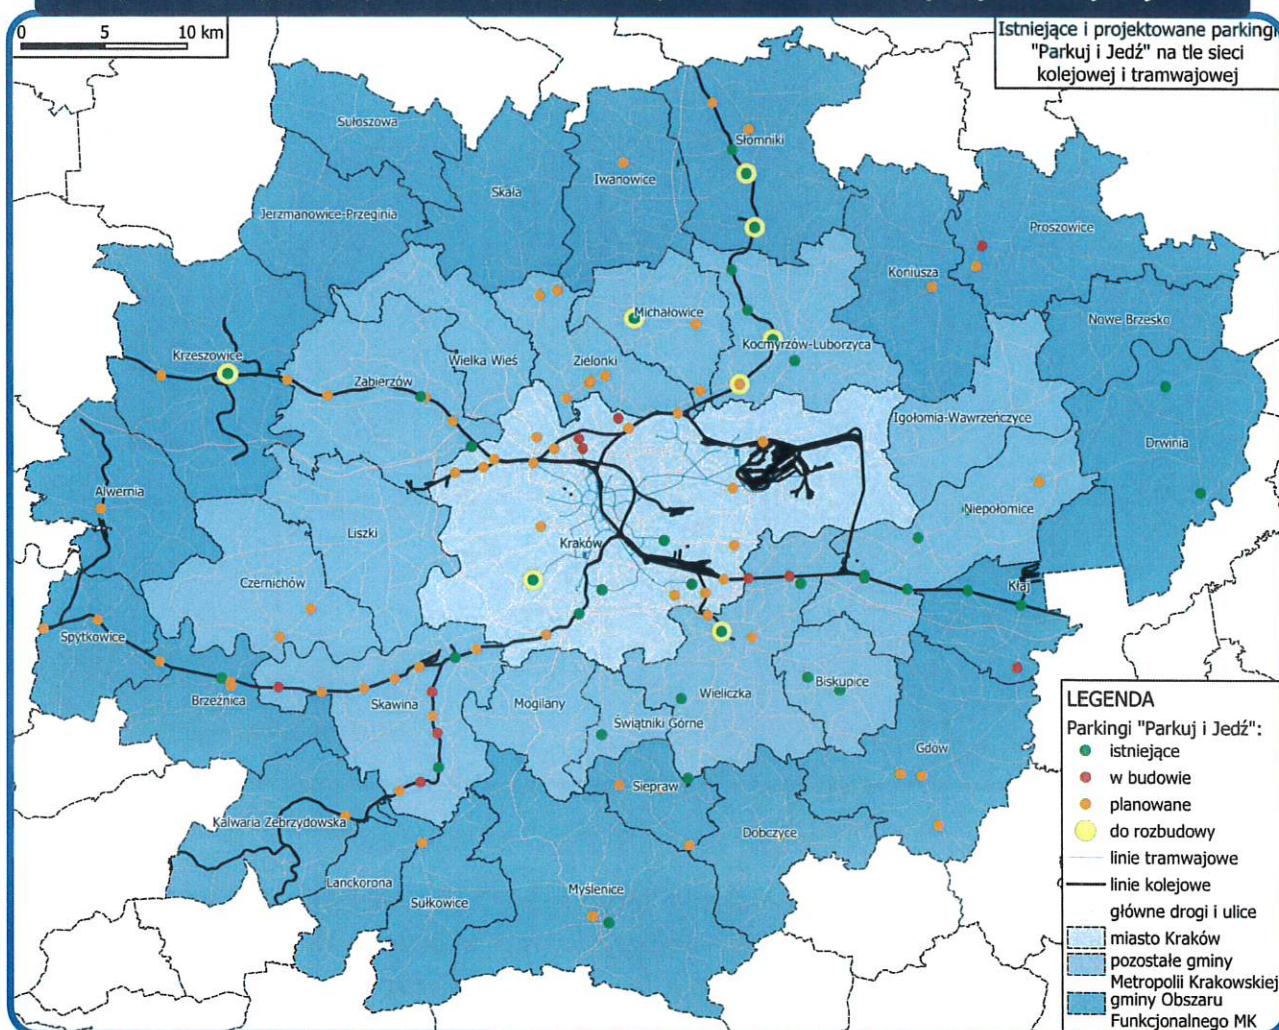 0 5 10 km
Istniejące i projektowane parkingi
"Parkuj i Jedź" na tle sieci
kolejowej i tramwajowej
Sułoszowa
Słomniki
Iwanowice
Skała
Jerzmanowice-Przeginia
Proszowice
Koniusza
Michałowice
Nowe Brzesko
Kocmyrzów-Luborzyca
Krzeszowice
Wielka Wieś
Zielonki
Zabierzów
Igołomia-Wawrzeńczyce
Drwinia
Alwernia
Niepołomice
Liszki
Kraków
Czernichów
Kłaj
Spytkowice
Biskupice
Brzeźnica
Skawina
Mogilany
Wieliczka
Świątniki Górne
Gdów
Siepraw
Kalwaria Zebrzydowska
Dobczyce
Lanckorona
Sułkowice
Myślenice
LEGENDA
Parkingi "Parkuj i Jedź":
istniejące
w budowie
planowane
do rozbudowy
linie tramwajowe
linie kolejowe
główne drogi i ulice
miasto Kraków
pozostałe gminy
Metropolii Krakowskiej
gminy Obszaru
Funkcjonalnego MK